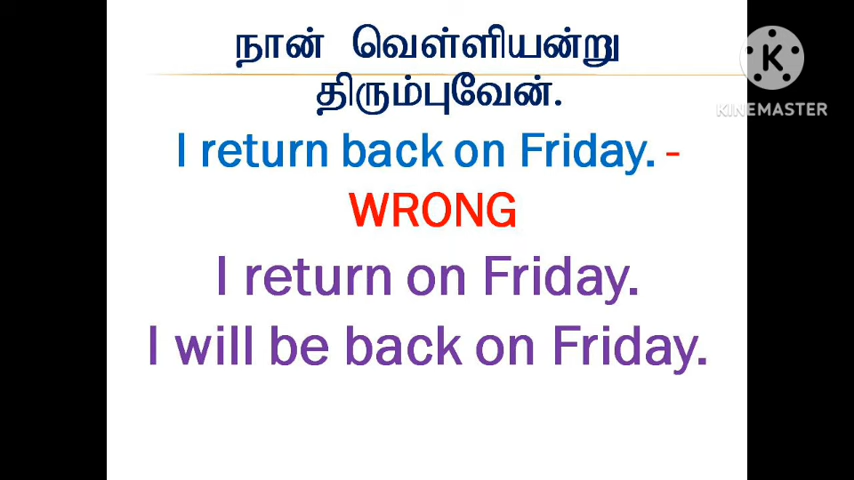 நான் வெள்ளியன்று
திரும்புவேன்.
I return back on Friday. -
WRONG
I return on Friday.
I will be back on Friday.
K
KINEMASTER